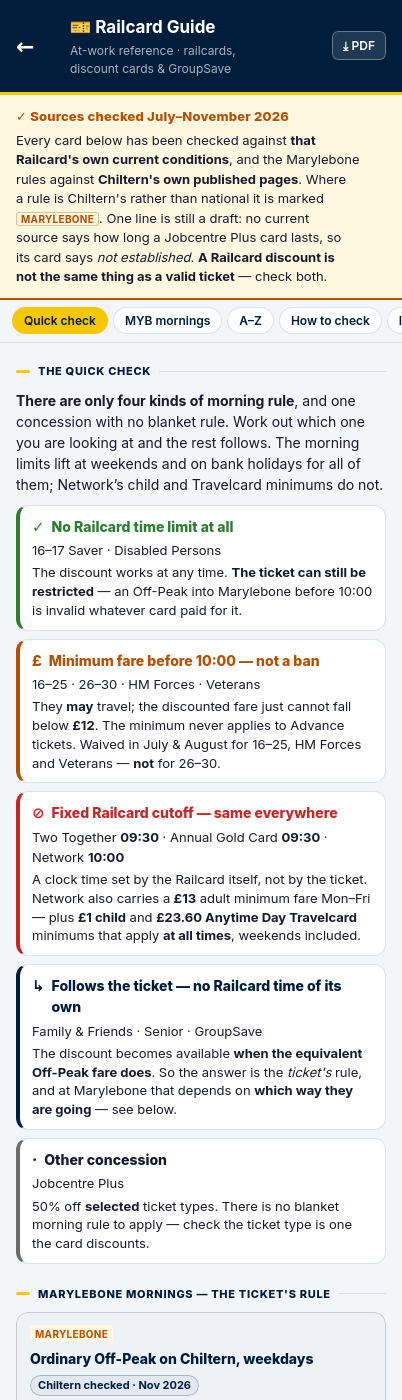 ←
🎫 Railcard Guide
At-work reference · railcards,
discount cards & GroupSave
⤓ PDF
✓ Sources checked July–November 2026
Every card below has been checked against that
Railcard's own current conditions, and the Marylebone
rules against Chiltern's own published pages. Where
a rule is Chiltern's rather than national it is marked
MARYLEBONE. One line is still a draft: no current
source says how long a Jobcentre Plus card lasts, so
its card says not established. A Railcard discount is
not the same thing as a valid ticket — check both.
Quick check MYB mornings A–Z How to check
THE QUICK CHECK
There are only four kinds of morning rule, and one
concession with no blanket rule. Work out which one
you are looking at and the rest follows. The morning
limits lift at weekends and on bank holidays for all of
them; Network’s child and Travelcard minimums do not.
✓ No Railcard time limit at all
16–17 Saver · Disabled Persons
The discount works at any time. The ticket can still be
restricted — an Off-Peak into Marylebone before 10:00
is invalid whatever card paid for it.
£ Minimum fare before 10:00 — not a ban
16–25 · 26–30 · HM Forces · Veterans
They may travel; the discounted fare just cannot fall
below £12. The minimum never applies to Advance
tickets. Waived in July & August for 16–25, HM Forces
and Veterans — not for 26–30.
⊘ Fixed Railcard cutoff — same everywhere
Two Together 09:30 · Annual Gold Card 09:30 ·
Network 10:00
A clock time set by the Railcard itself, not by the ticket.
Network also carries a £13 adult minimum fare Mon–Fri
— plus £1 child and £23.60 Anytime Day Travelcard
minimums that apply at all times, weekends included.
↳ Follows the ticket — no Railcard time of its
own
Family & Friends · Senior · GroupSave
The discount becomes available when the equivalent
Off-Peak fare does. So the answer is the ticket's rule,
and at Marylebone that depends on which way they
are going — see below.
· Other concession
Jobcentre Plus
50% off selected ticket types. There is no blanket
morning rule to apply — check the ticket type is one
the card discounts.
MARYLEBONE MORNINGS — THE TICKET'S RULE
MARYLEBONE
Ordinary Off-Peak on Chiltern, weekdays
Chiltern checked · Nov 2026